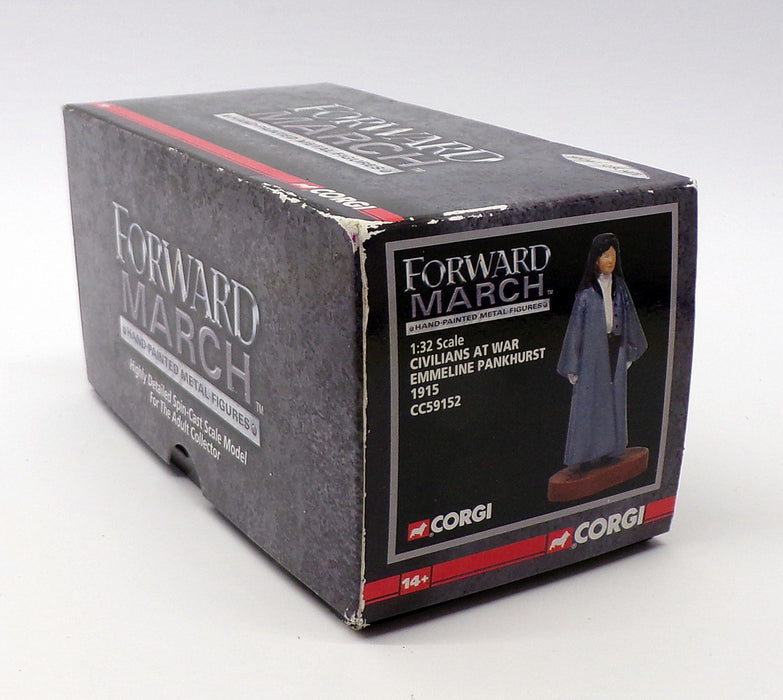 FORWARD
MARCH
HAND-PAINTED METAL FIGURES
CORGI
FORWARD
MARCH™
HAND-PAINTED METAL FIGURES
Highly Detailed Spin-Cast Scale Model
For The Adult Collector
FORWARD
MARCH™
HAND-PAINTED METAL FIGURES
1:32 Scale
CIVILIANS AT WAR
EMMELINE PANKHURST
1915
CC59152
CORGI
CORGI
14+